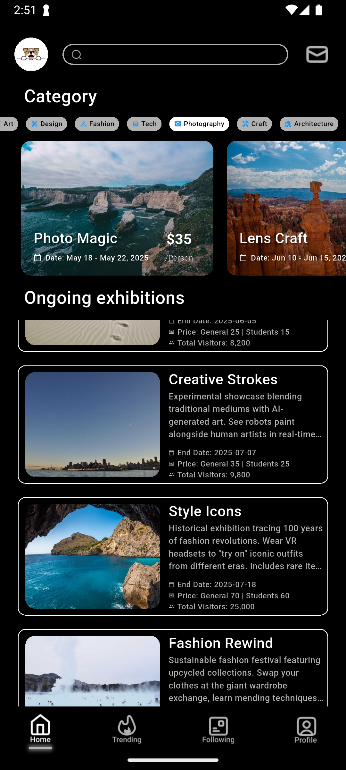 2:51
Category
Art
Design
Fashion
Tech
Photography
Craft
Architecture
Photo Magic
$35
Date: May 18 - May 22, 2025
/Person
Lens Craft
Date: Jun 10 - Jun 15, 202
Ongoing exhibitions
End Date: 2025-06-05
Price: General 25 | Students 15
Total Visitors: 8,200
Creative Strokes
Experimental showcase blending
traditional mediums with AI-
generated art. See robots paint
alongside human artists in real-time...
End Date: 2025-07-07
Price: General 35 | Students 25
Total Visitors: 9,800
Style Icons
Historical exhibition tracing 100 years
of fashion revolutions. Wear VR
headsets to "try on" iconic outfits
from different eras. Includes rare ite...
End Date: 2025-07-18
Price: General 70 | Students 60
Total Visitors: 25,000
Fashion Rewind
Sustainable fashion festival featuring
upcycled collections. Swap your
clothes at the giant wardrobe
exchange, learn mending techniques...
Home
Trending
Following
Profile